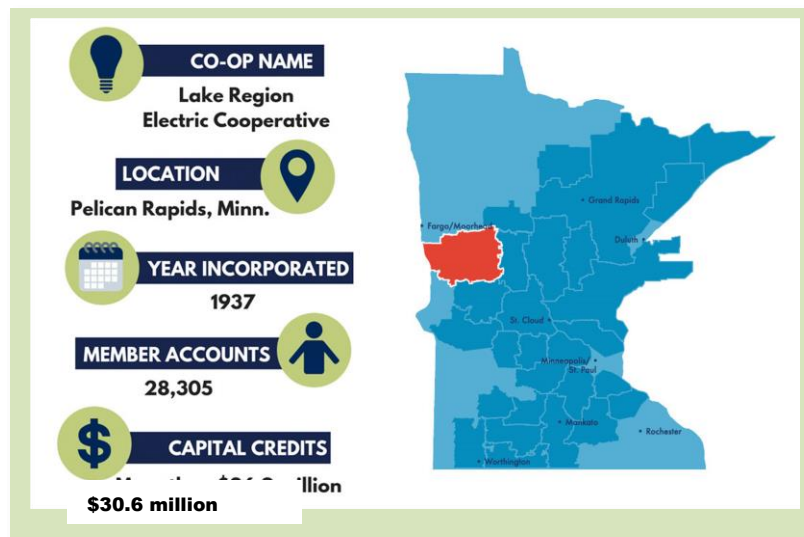 CO-OP NAME
Lake Region
Electric Cooperative
LOCATION
Pelican Rapids, Minn.
YEAR INCORPORATED
1937
MEMBER ACCOUNTS
28,305
CAPITAL CREDITS
$30.6 million
Grand Rapids
Fargo/Moorhead
Duluth
St. Cloud
Minneapolis/
St. Paul
Mankato
Rochester
Worthington